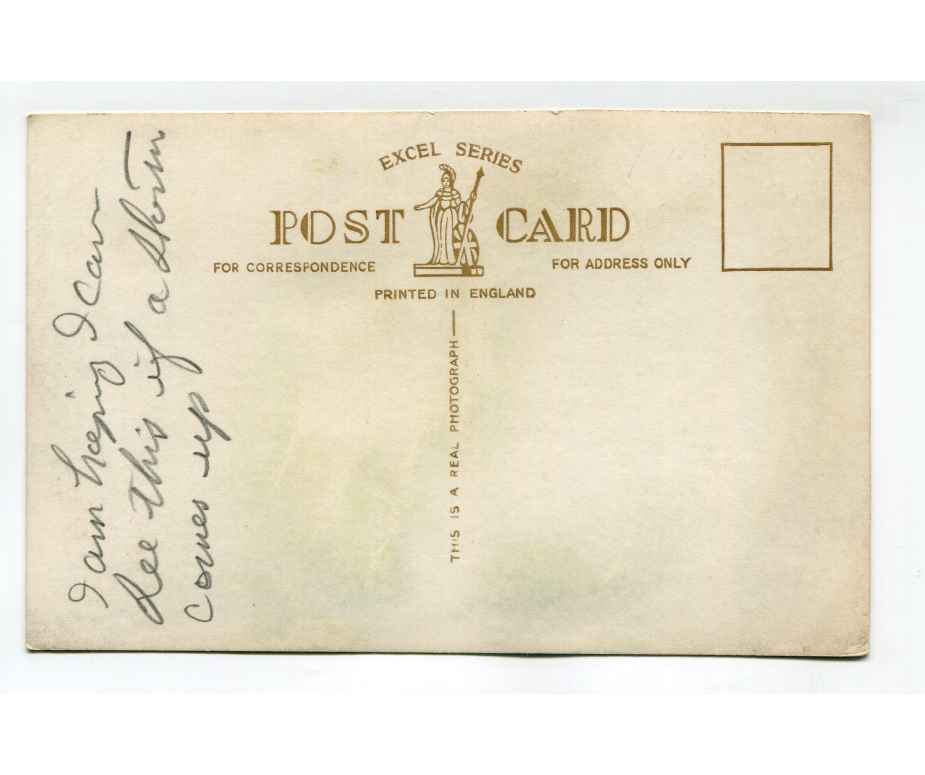 EXCEL SERIES
POST CARD
FOR CORRESPONDENCE
FOR ADDRESS ONLY
PRINTED IN ENGLAND
THIS IS A REAL PHOTOGRAPH
I am hoping I can
see this if a storm
comes up